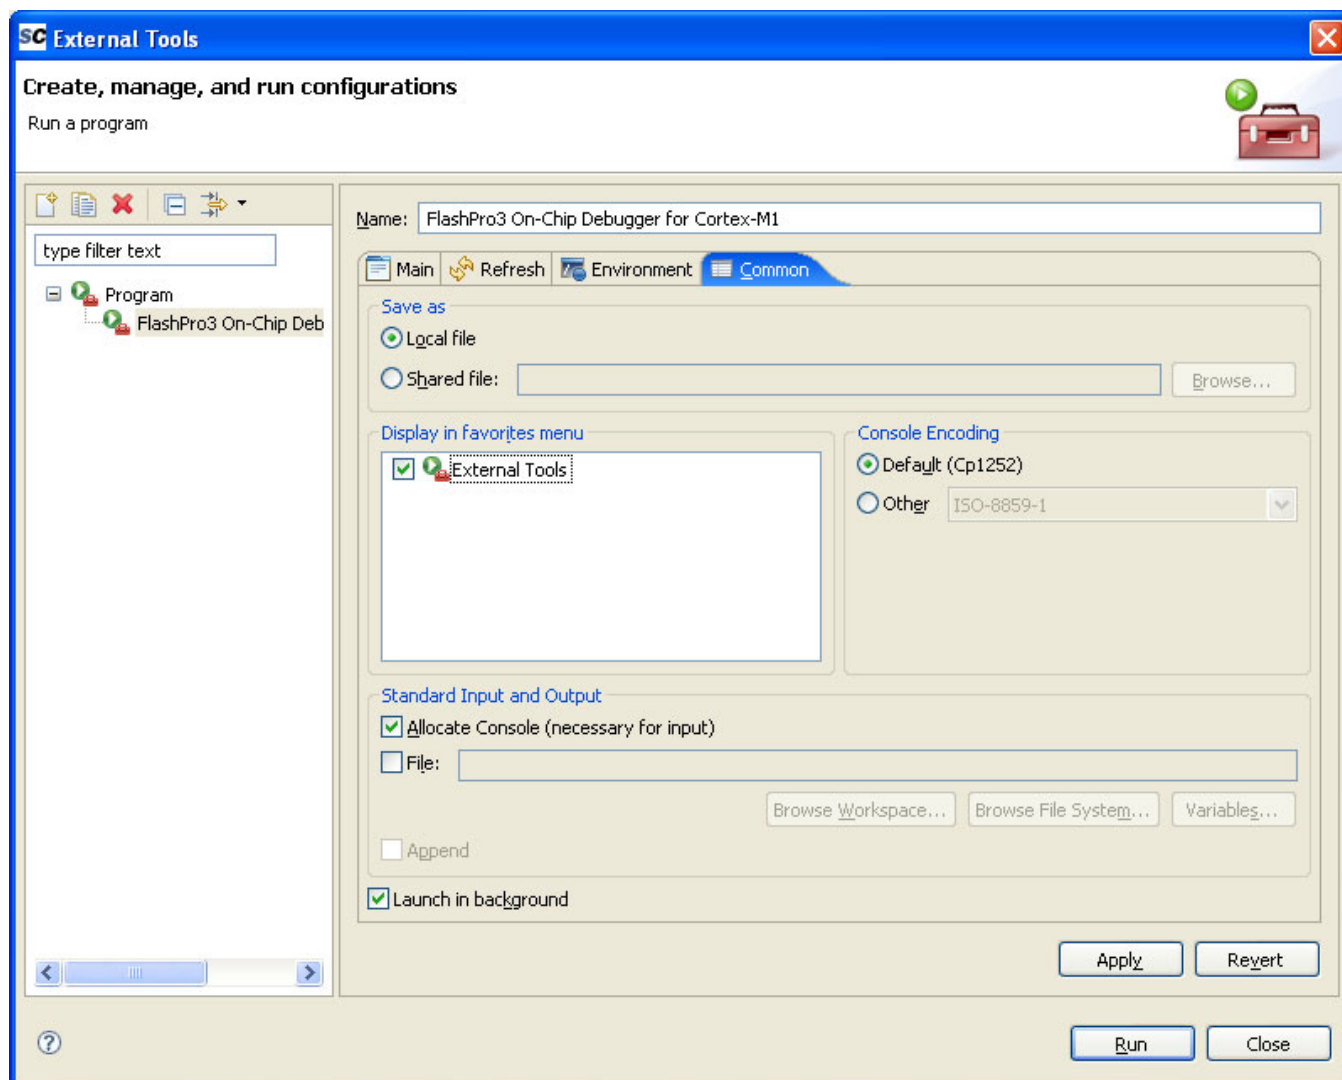 SC External Tools
Create, manage, and run configurations
Run a program
type filter text
Program
FlashPro3 On-Chip Deb
Name: FlashPro3 On-Chip Debugger for Cortex-M1
Main Refresh Environment Common
Save as
Local file
Shared file: Browse...
Display in favorites menu
External Tools
Console Encoding
Default (Cp1252)
Other ISO-8859-1
Standard Input and Output
Allocate Console (necessary for input)
File:
Browse Workspace... Browse File System... Variables...
Append
Launch in background
Apply Revert
? Run Close